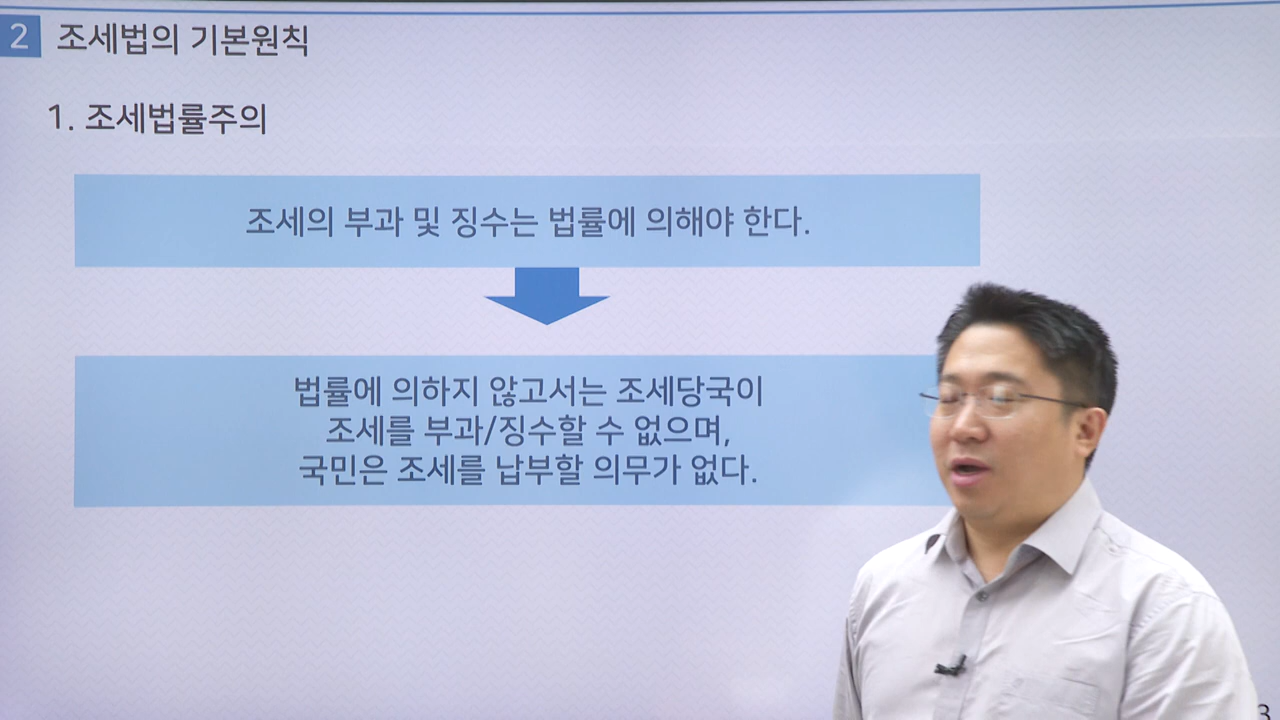 2 조세법의 기본원칙
1. 조세법률주의
조세의 부과 및 징수는 법률에 의해야 한다.
법률에 의하지 않고서는 조세당국이
조세를 부과/징수할 수 없으며,
국민은 조세를 납부할 의무가 없다.
3